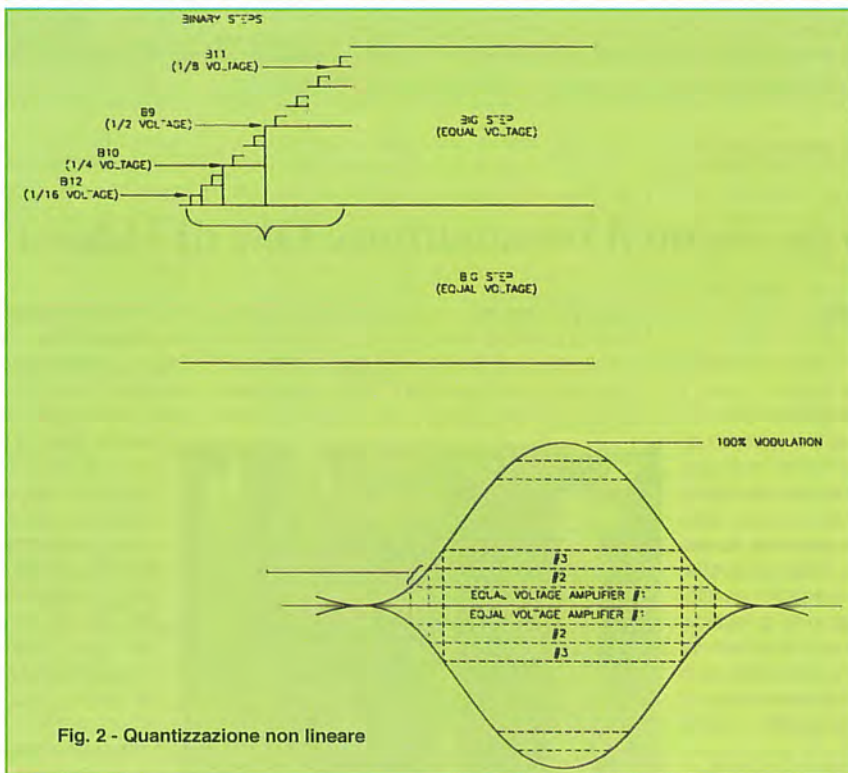 BINARY STEPS
B11
(1/8 VOLTAGE)
B9
(1/2 VOLTAGE)
BIG STEP
(EQUAL VOLTAGE)
B10
(1/4 VOLTAGE)
B12
(1/16 VOLTAGE)
BIG STEP
(EQUAL VOLTAGE)
100% MODULATION
#3
#2
EQUAL VOLTAGE AMPLIFIER #1
EQUAL VOLTAGE AMPLIFIER #1
#2
#3
Fig. 2 - Quantizzazione non lineare